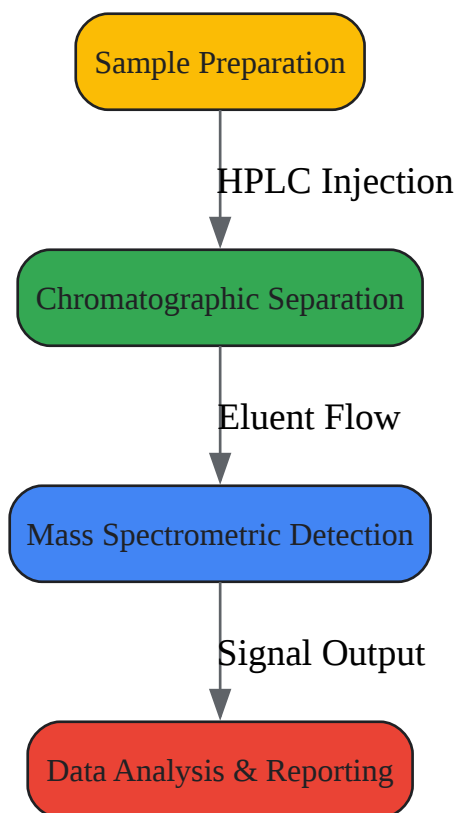 Sample Preparation
HPLC Injection
Chromatographic Separation
Eluent Flow
Mass Spectrometric Detection
Signal Output
Data Analysis & Reporting